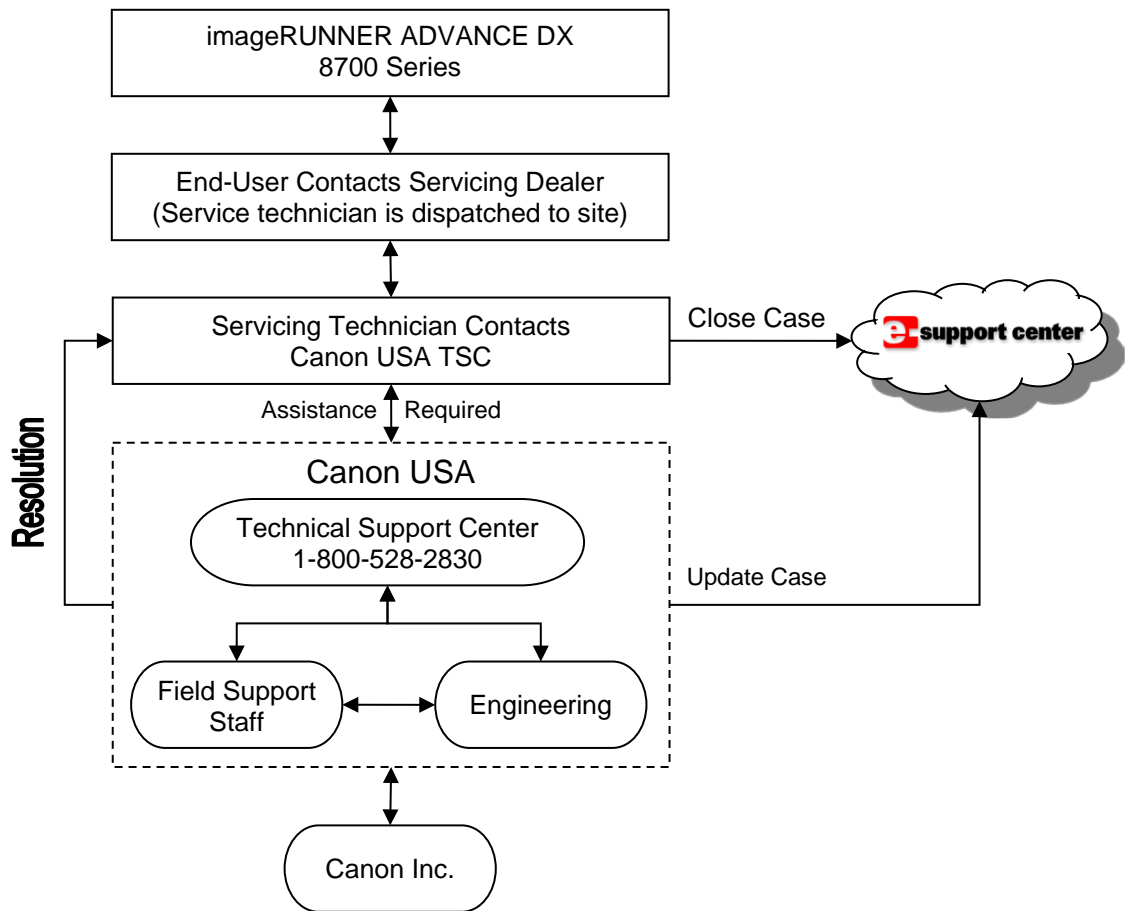 imageRUNNER ADVANCE DX
8700 Series
End-User Contacts Servicing Dealer
(Service technician is dispatched to site)
Servicing Technician Contacts
Canon USA TSC
Close Case
e-support center
Assistance Required
Resolution
Canon USA
Technical Support Center
1-800-528-2830
Update Case
Field Support
Staff
Engineering
Canon Inc.